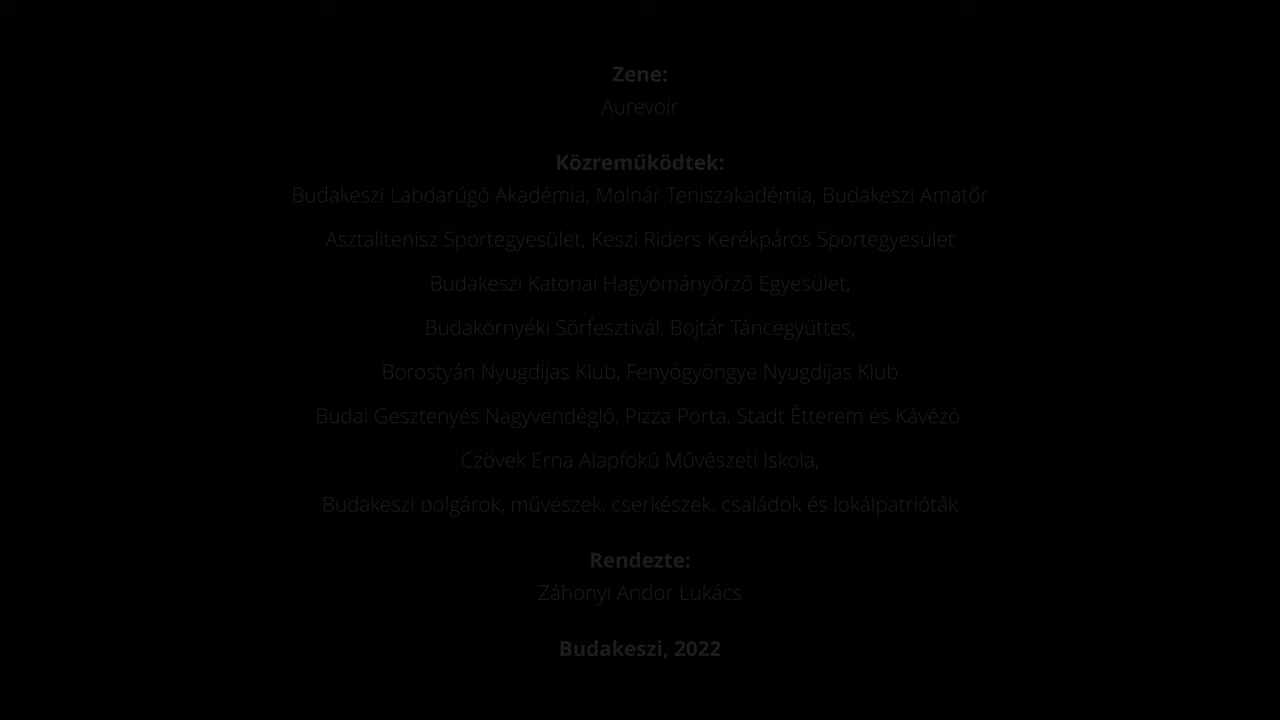 Zene:
Aurevoir
Közreműködtek:
Budakeszi Labdarúgó Akadémia, Molnár Teniszakadémia, Budakeszi Amatőr
Asztalitenisz Sportegyesület, Keszi Riders Kerékpáros Sportegyesület
Budakeszi Katonai Hagyományőrző Egyesület,
Budakörnyéki Sörfesztivál, Bojtár Táncegyüttes,
Borostyán Nyugdíjas Klub, Fenyőgyöngye Nyugdíjas Klub
Budai Gesztenyés Nagyvendéglő, Pizza Porta, Stadt Étterem és Kávézó
Czövek Erna Alapfokú Művészeti Iskola,
Budakeszi polgárok, művészek, cserkészek, családok és lokálpatrióták
Rendezte:
Záhonyi Andor Lukács
Budakeszi, 2022